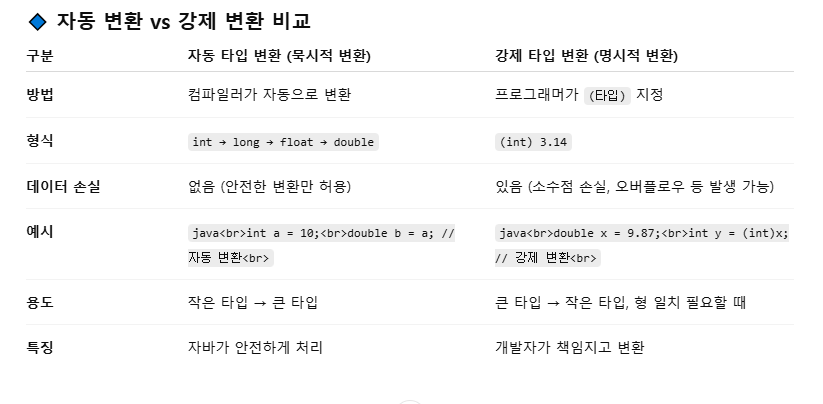 자동 변환 vs 강제 변환 비교
구분 자동 타입 변환 (묵시적 변환) 강제 타입 변환 (명시적 변환)
방법 컴파일러가 자동으로 변환 프로그래머가 (타입) 지정
형식 int → long → float → double (int) 3.14
데이터 손실 없음 (안전한 변환만 허용) 있음 (소수점 손실, 오버플로우 등 발생 가능)
예시 java<br>int a = 10;<br>double b = a; // java<br>double x = 9.87;<br>int y = (int)x;
자동 변환<br> // 강제 변환<br>
용도 작은 타입 → 큰 타입 큰 타입 → 작은 타입, 형 일치 필요할 때
특징 자바가 안전하게 처리 개발자가 책임지고 변환